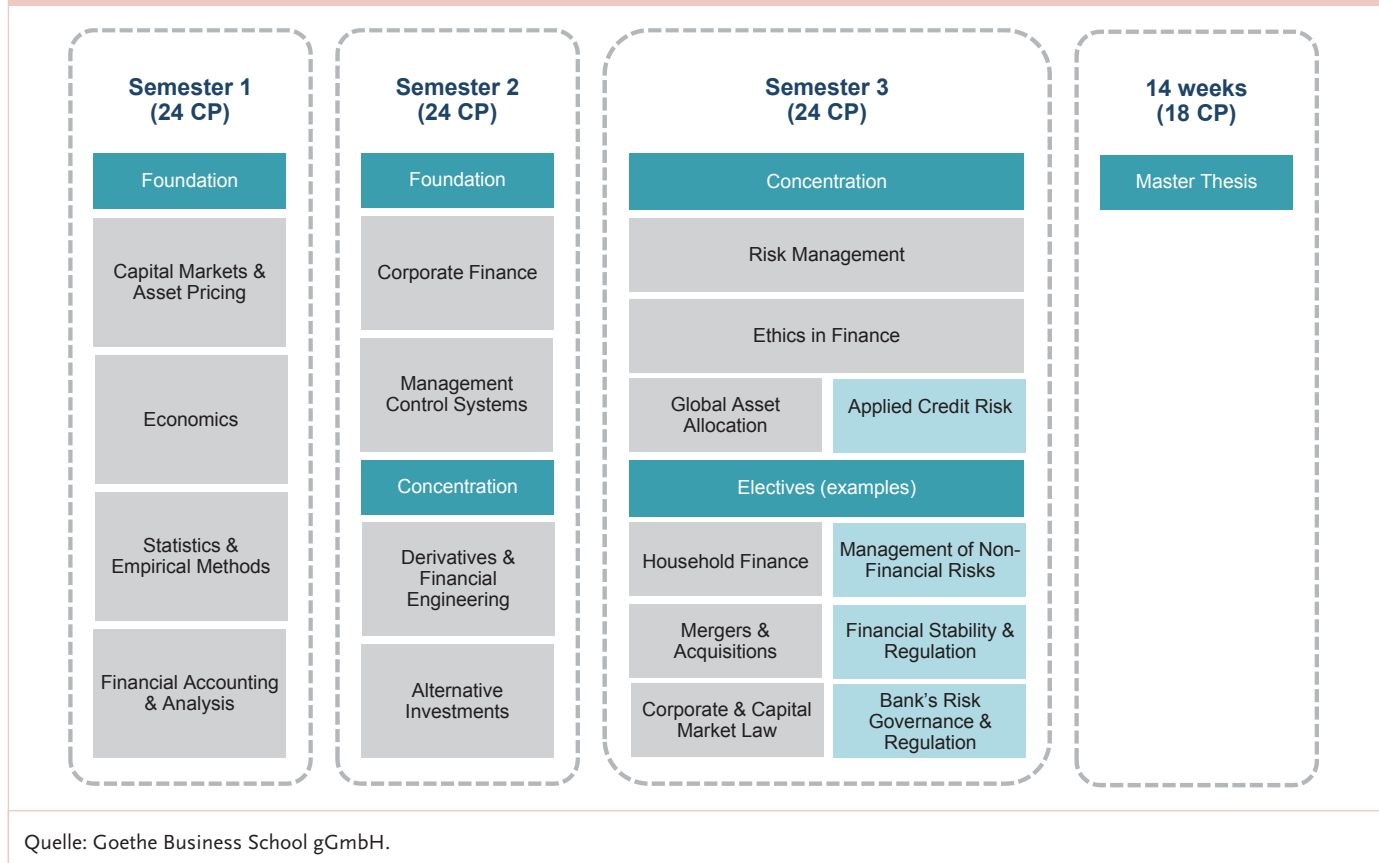 Semester 1
(24 CP)
Foundation
Capital Markets &
Asset Pricing
Economics
Statistics &
Empirical Methods
Financial Accounting
& Analysis
Semester 2
(24 CP)
Foundation
Corporate Finance
Management
Control Systems
Concentration
Derivatives &
Financial
Engineering
Alternative
Investments
Semester 3
(24 CP)
Concentration
Risk Management
Ethics in Finance
Global Asset
Allocation
Applied Credit Risk
Electives (examples)
Household Finance
Management of Non-
Financial Risks
Mergers &
Acquisitions
Financial Stability &
Regulation
Corporate & Capital
Market Law
Bank's Risk
Governance &
Regulation
14 weeks
(18 CP)
Master Thesis
Quelle: Goethe Business School gGmbH.